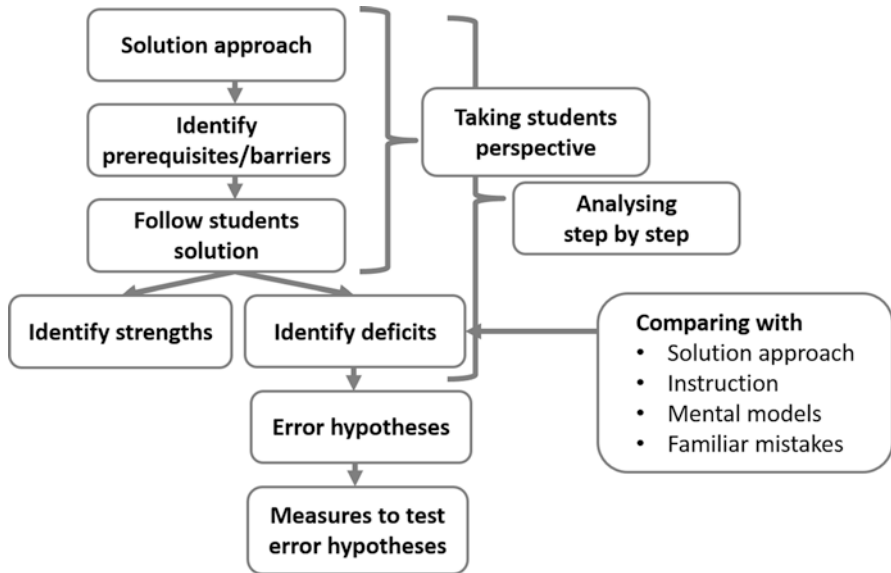 Solution approach
Identify
prerequisites/barriers
Follow students
solution
Taking students
perspective
Analysing
step by step
Identify strengths
Identify deficits
Comparing with
• Solution approach
• Instruction
• Mental models
• Familiar mistakes
Error hypotheses
Measures to test
error hypotheses